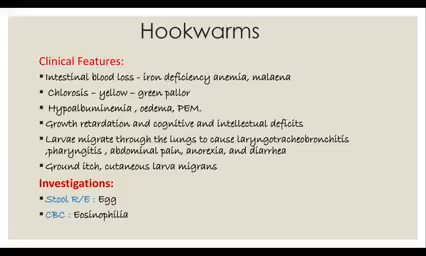 Hookwarms
Clinical Features:
▪ Intestinal blood loss - iron deficiency anemia, malaena
▪ Chlorosis – yellow – green pallor
▪ Hypoalbuminemia , oedema, PEM.
▪ Growth retardation and cognitive and intellectual deficits
▪ Larvae migrate through the lungs to cause laryngotracheobronchitis
,pharyngitis , abdominal pain, anorexia, and diarrhea
▪ Ground itch, cutaneous larva migrans
Investigations:
▪ Stool R/E : Egg
▪ CBC : Eosinophilia